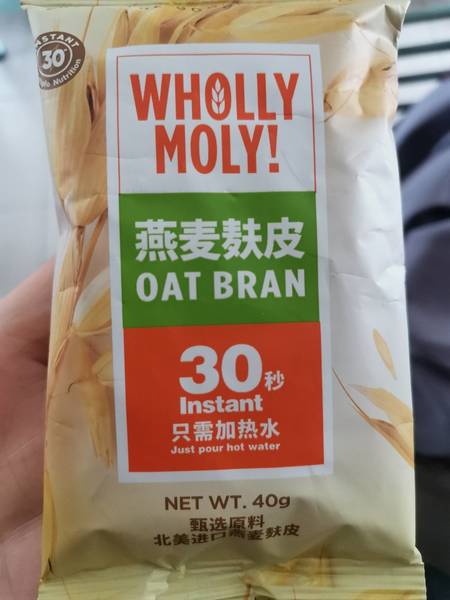 INSTANT
30"
WHOLLY
MOLY!
燕麦麸皮
OAT BRAN
30秒
Instant
只需加热水
Just pour hot water
NET WT. 40g
甄选原料
北美进口燕麦麸皮